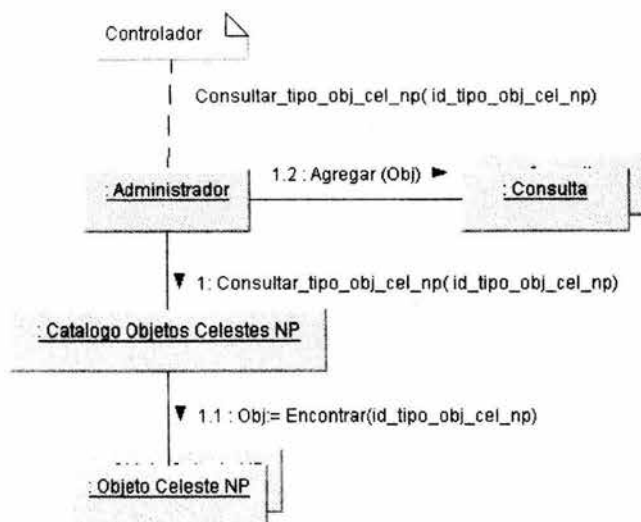 Controlador
Consultar_tipo_obj_cel_np( id_tipo_obj_cel_np)
1.2 : Agregar (Obj)
: Administrador
: Consulta
1: Consultar_tipo_obj_cel_np( id_tipo_obj_cel_np)
: Catalogo Objetos Celestes NP
1.1 : Obj:= Encontrar(id_tipo_obj_cel_np)
: Objeto Celeste NP